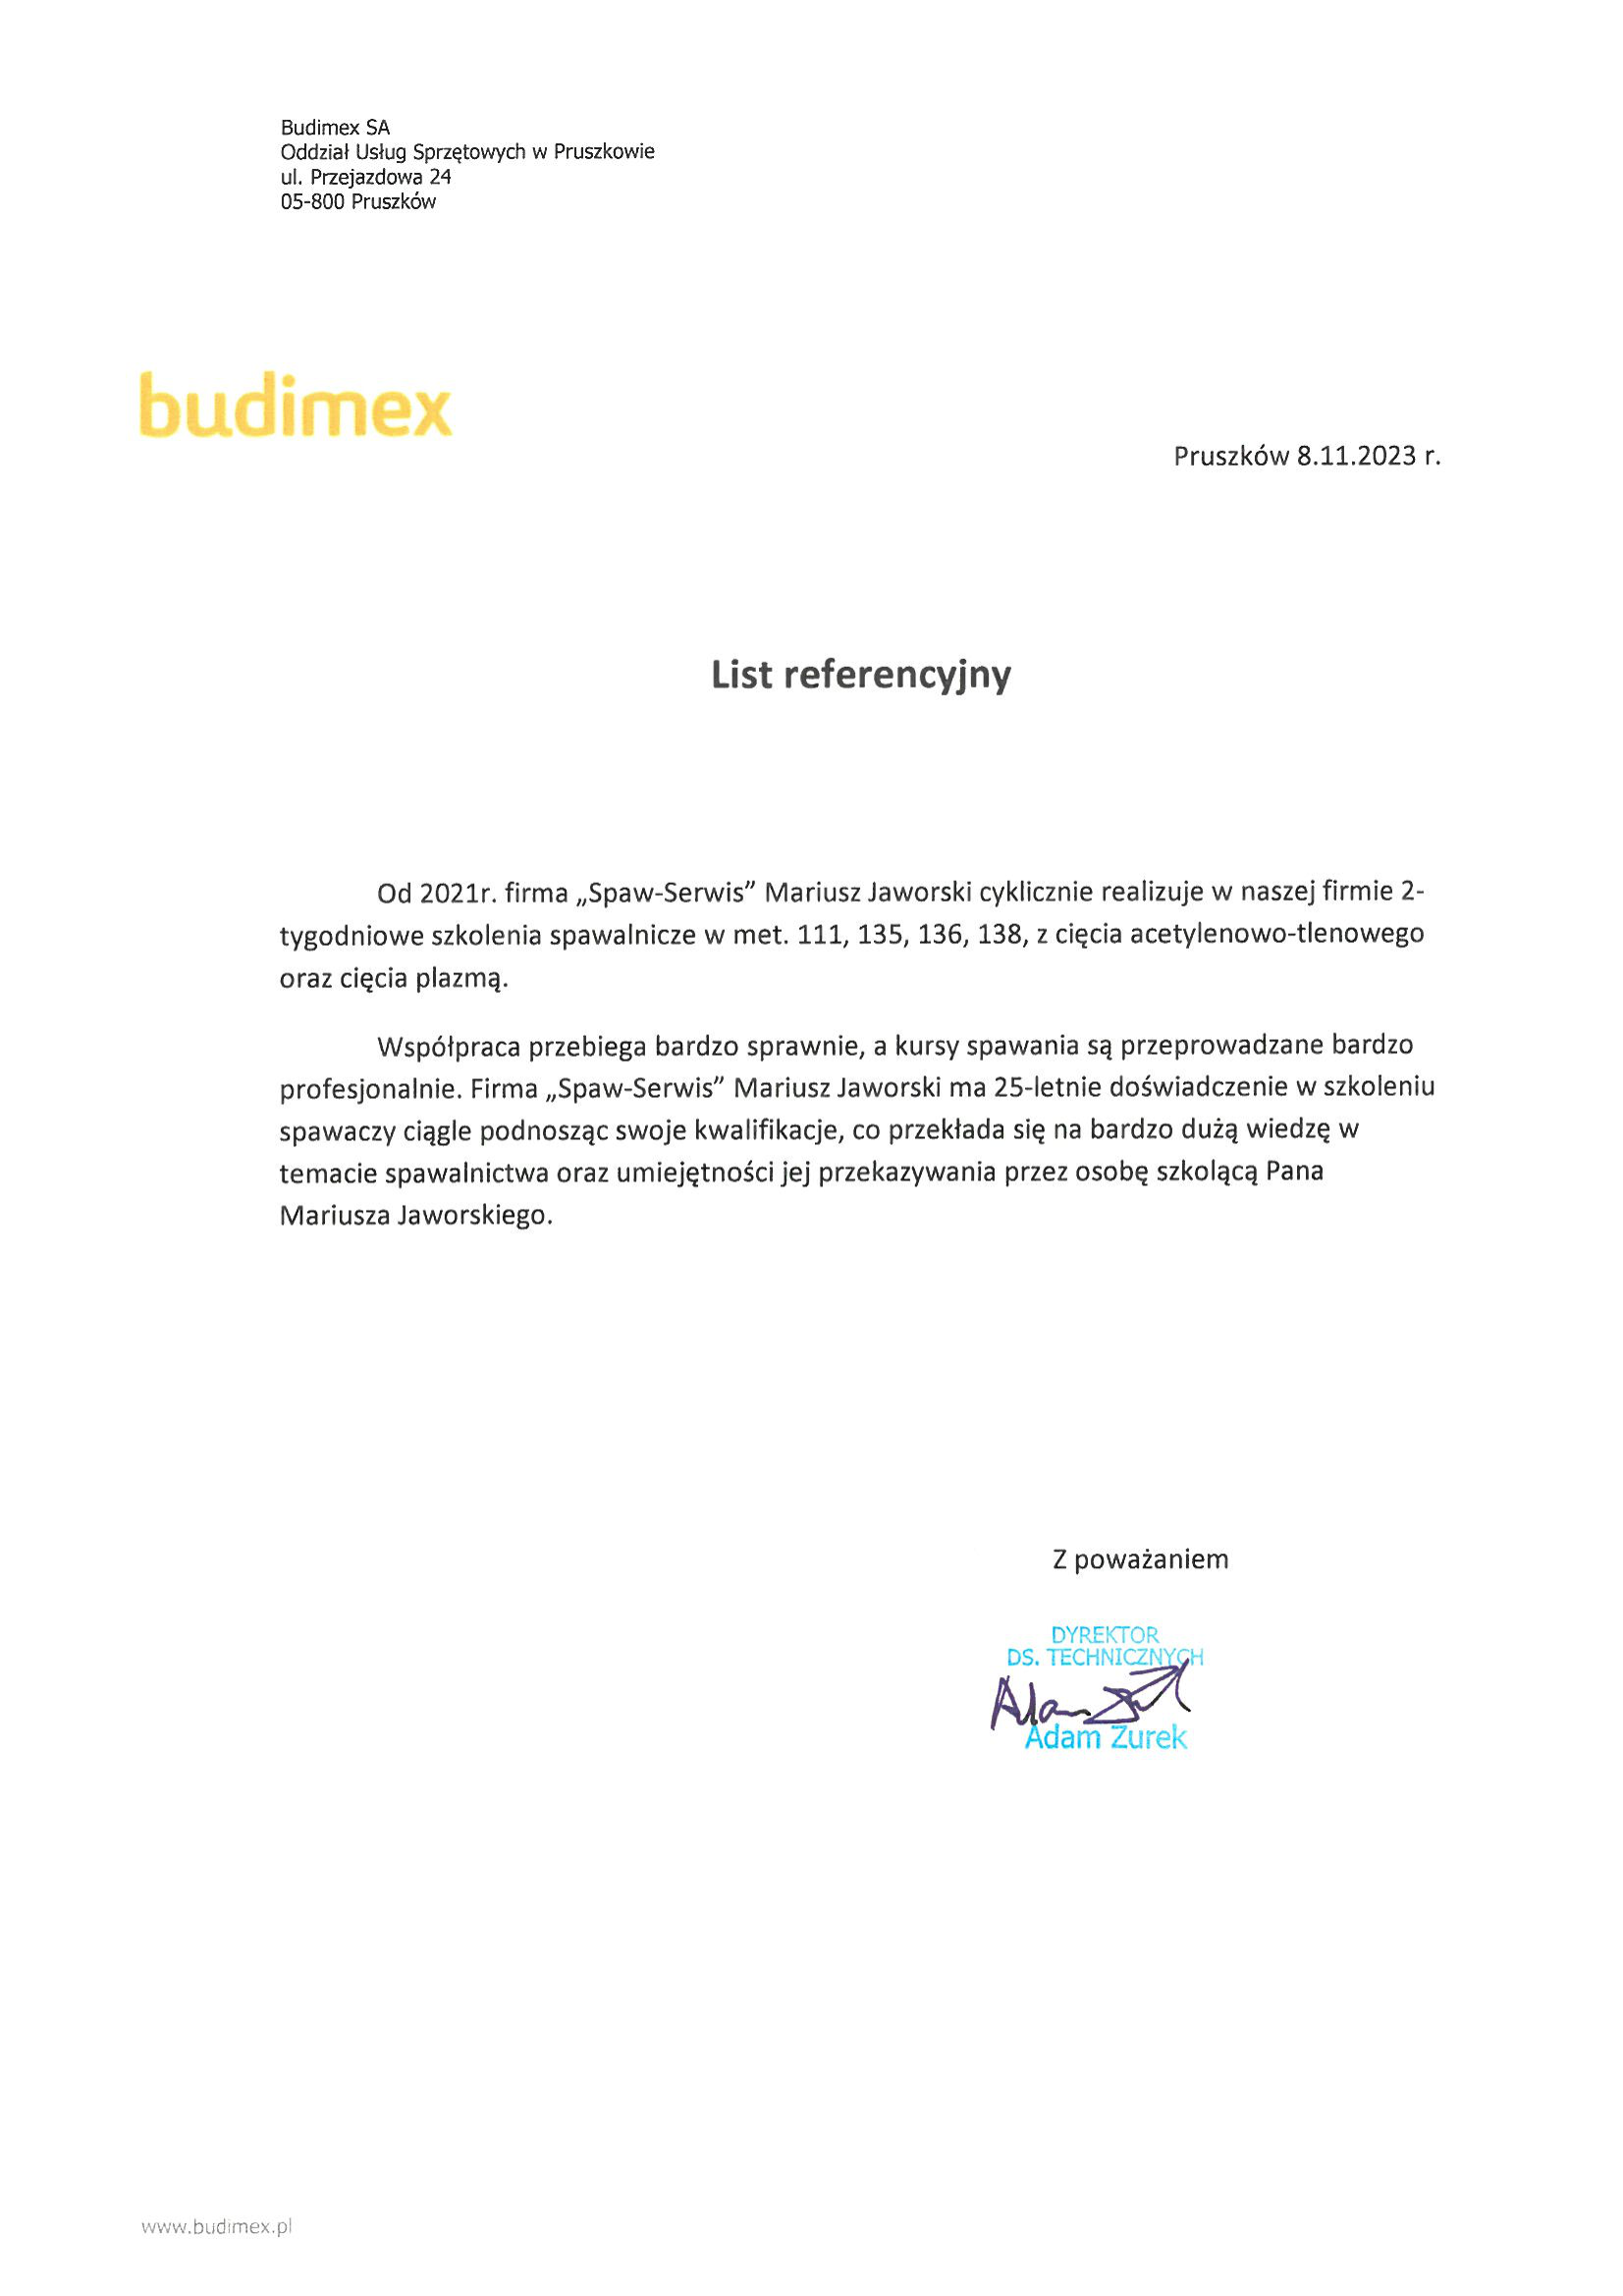 Budimex SA
Oddział Usług Sprzętowych w Pruszkowie
ul. Przejazdowa 24
05-800 Pruszków
budimex
Pruszków 8.11.2023 r.
List referencyjny
Od 2021r. firma „Spaw-Serwis” Mariusz Jaworski cyklicznie realizuje w naszej firmie 2-
tygodniowe szkolenia spawalnicze w met. 111, 135, 136, 138, z cięcia acetylenowo-tlenowego
oraz cięcia plazmą.
Współpraca przebiega bardzo sprawnie, a kursy spawania są przeprowadzane bardzo
profesjonalnie. Firma „Spaw-Serwis” Mariusz Jaworski ma 25-letnie doświadczenie w szkoleniu
spawaczy ciągle podnosząc swoje kwalifikacje, co przekłada się na bardzo dużą wiedzę w
temacie spawalnictwa oraz umiejętności jej przekazywania przez osobę szkolącą Pana
Mariusza Jaworskiego.
Z poważaniem
DYREKTOR
DS. TECHNICZNYCH
Adam Żurek
www.budimex.pl